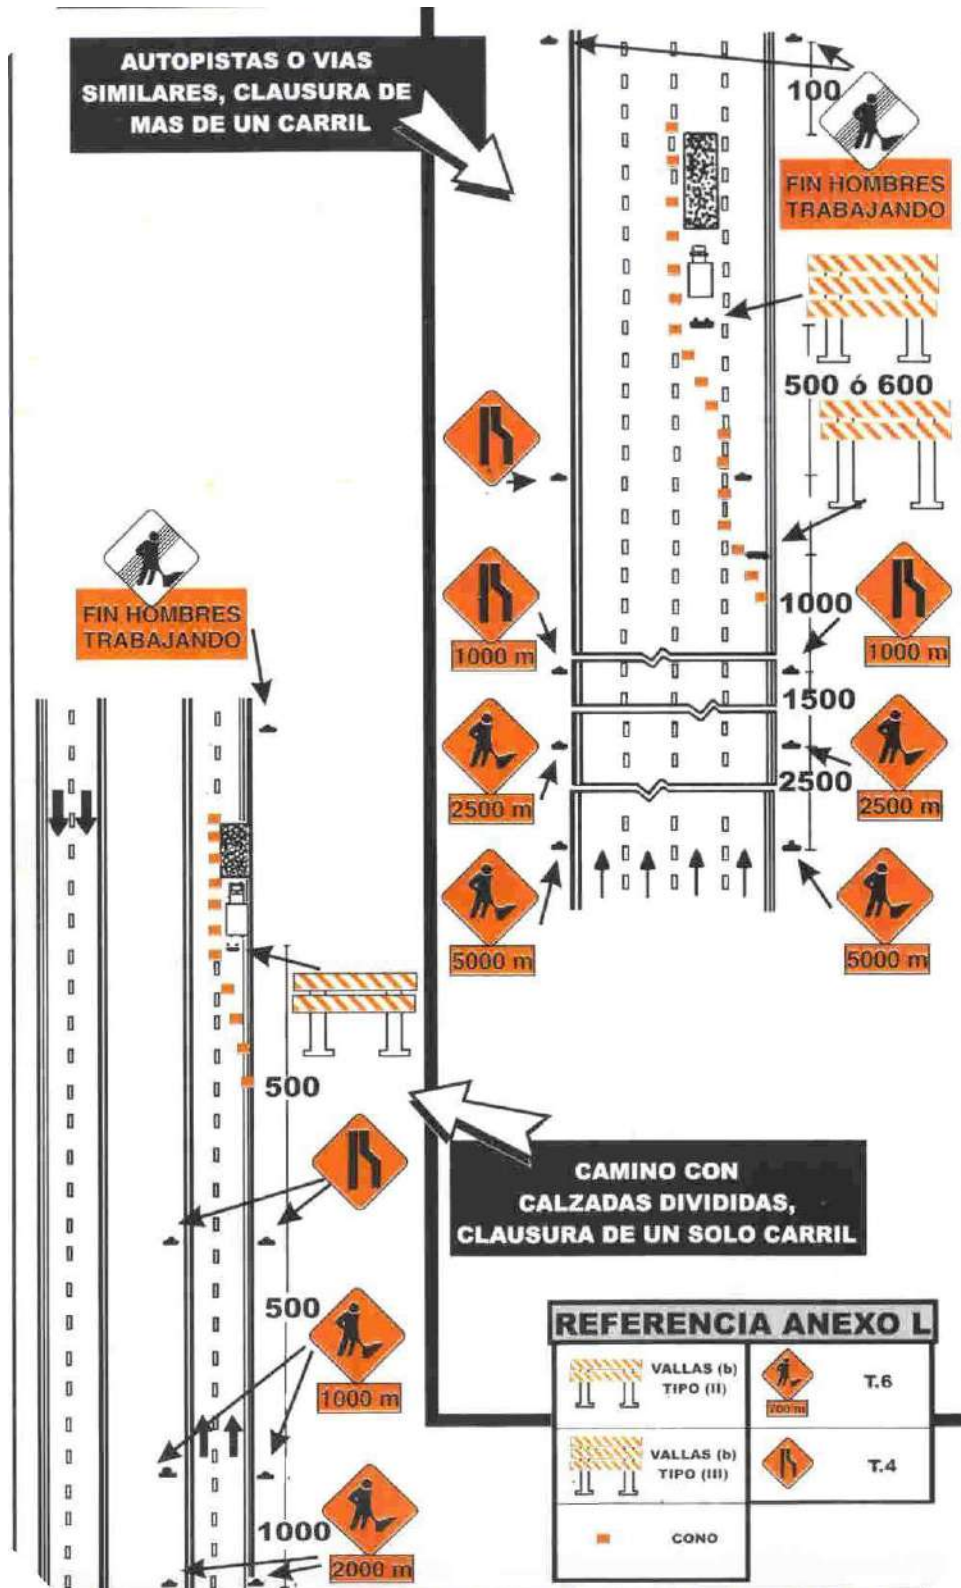 AUTOPISTAS O VIAS
SIMILARES, CLAUSURA DE
MAS DE UN CARRIL
100
FIN HOMBRES
TRABAJANDO
500 ó 600
1000
1000 m
1000 m
1500
2500 m
2500 m
2500
5000 m
5000 m
FIN HOMBRES
TRABAJANDO
500
500
1000 m
1000
2000 m
CAMINO CON
CALZADAS DIVIDIDAS,
CLAUSURA DE UN SOLO CARRIL
REFERENCIA ANEXO L
VALLAS (b)
TIPO (II)
700 m
T.6
VALLAS (b)
TIPO (III)
T.4
CONO